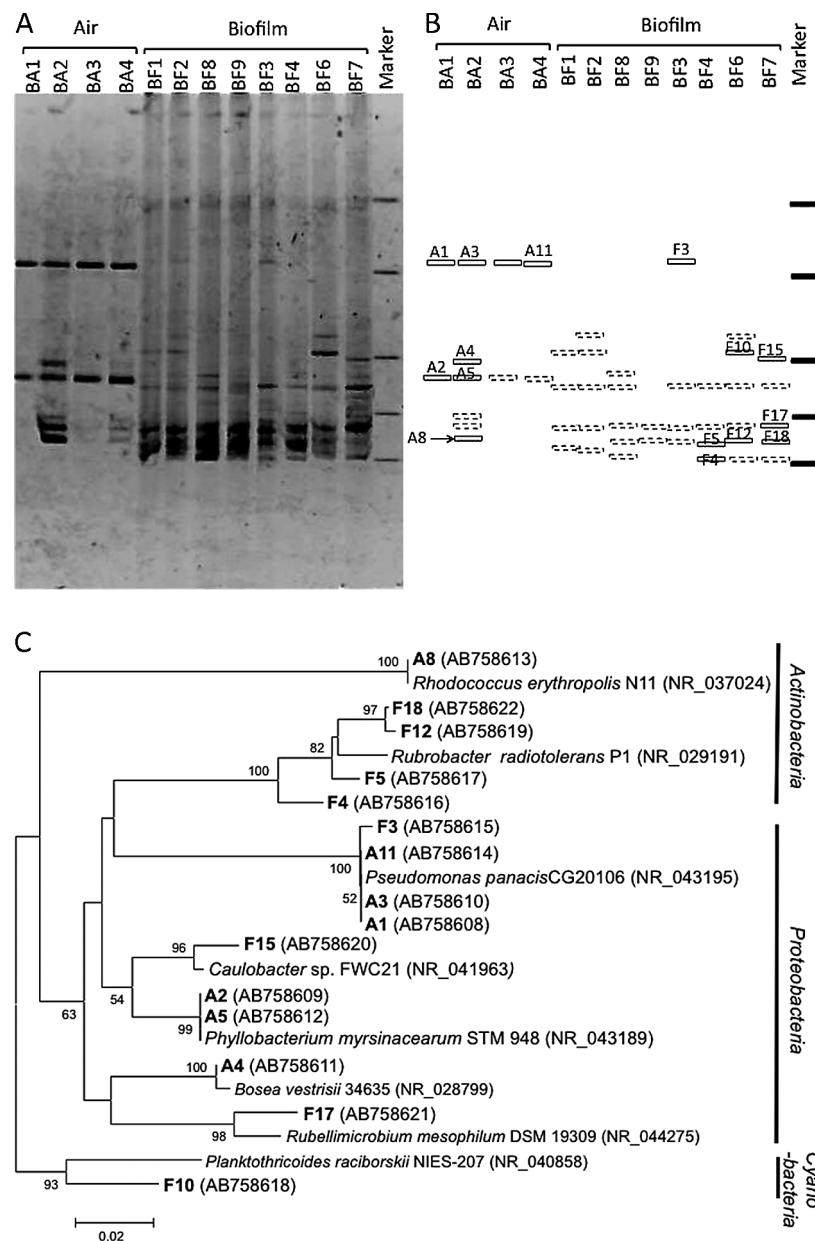 A
Air
Biofilm
BA1 BA2 BA3 BA4 BF1 BF2 BF8 BF9 BF3 BF4 BF6 BF7 Marker
B
Air
Biofilm
BA1 BA2 BA3 BA4 BF1 BF2 BF8 BF9 BF3 BF4 BF6 BF7 Marker
A1 A3 A11 F3
A4 F10 F15
A2 A5
F17
A8 F5 F12 F18
F4
C
100 A8 (AB758613)
Rhodococcus erythropolis N11 (NR_037024)
97 F18 (AB758622)
F12 (AB758619)
82 Rubrobacter radiotolerans P1 (NR_029191)
100 F5 (AB758617)
F4 (AB758616)
Actinobacteria
F3 (AB758615)
A11 (AB758614)
100 Pseudomonas panacisCG20106 (NR_043195)
52 A3 (AB758610)
A1 (AB758608)
96 F15 (AB758620)
Caulobacter sp. FWC21 (NR_041963)
63 54 A2 (AB758609)
A5 (AB758612)
99 Phyllobacterium myrsinacearum STM 948 (NR_043189)
100 A4 (AB758611)
Bosea vestrisii 34635 (NR_028799)
F17 (AB758621)
98 Rubellimicrobium mesophilum DSM 19309 (NR_044275)
Proteobacteria
Planktothricoides raciborskii NIES-207 (NR_040858)
93 F10 (AB758618)
Cyano
-bacteria
0.02